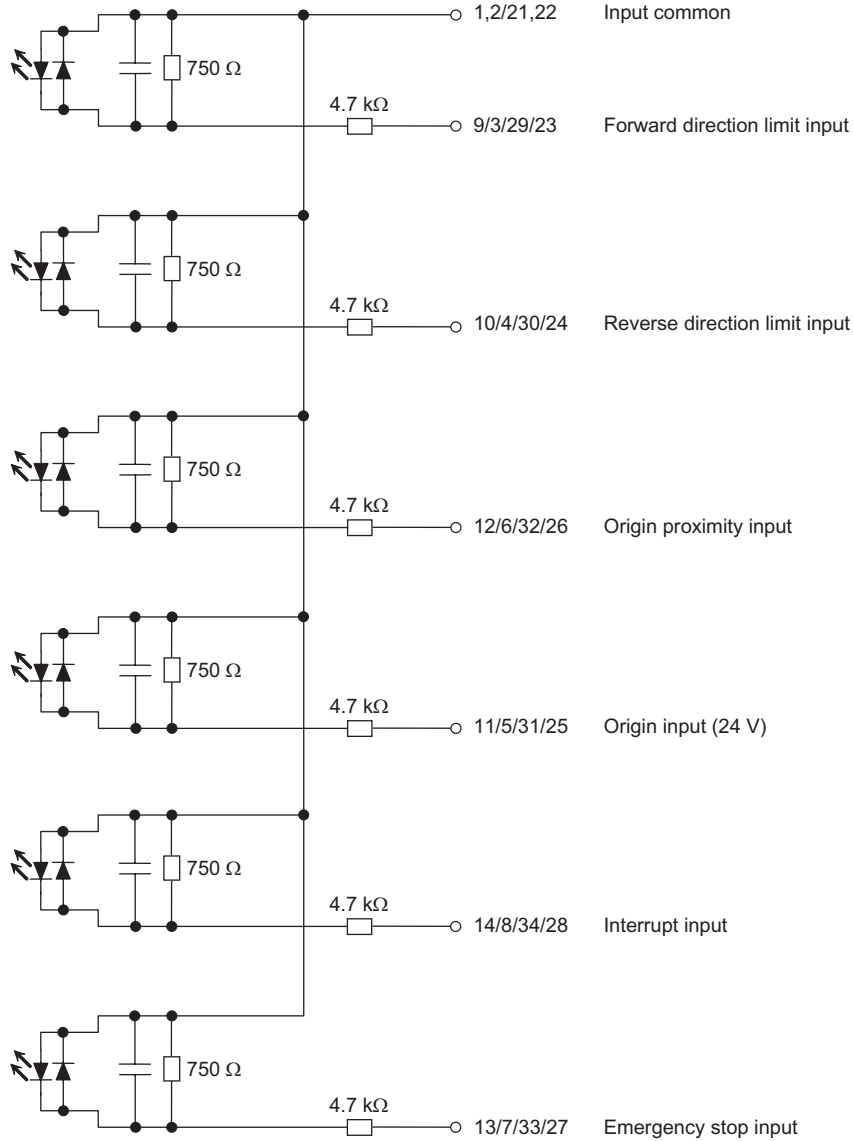 1,2/21,22 Input common
750 Ω
4.7 kΩ
9/3/29/23 Forward direction limit input
750 Ω
4.7 kΩ
10/4/30/24 Reverse direction limit input
750 Ω
4.7 kΩ
12/6/32/26 Origin proximity input
750 Ω
4.7 kΩ
11/5/31/25 Origin input (24 V)
750 Ω
4.7 kΩ
14/8/34/28 Interrupt input
750 Ω
4.7 kΩ
13/7/33/27 Emergency stop input